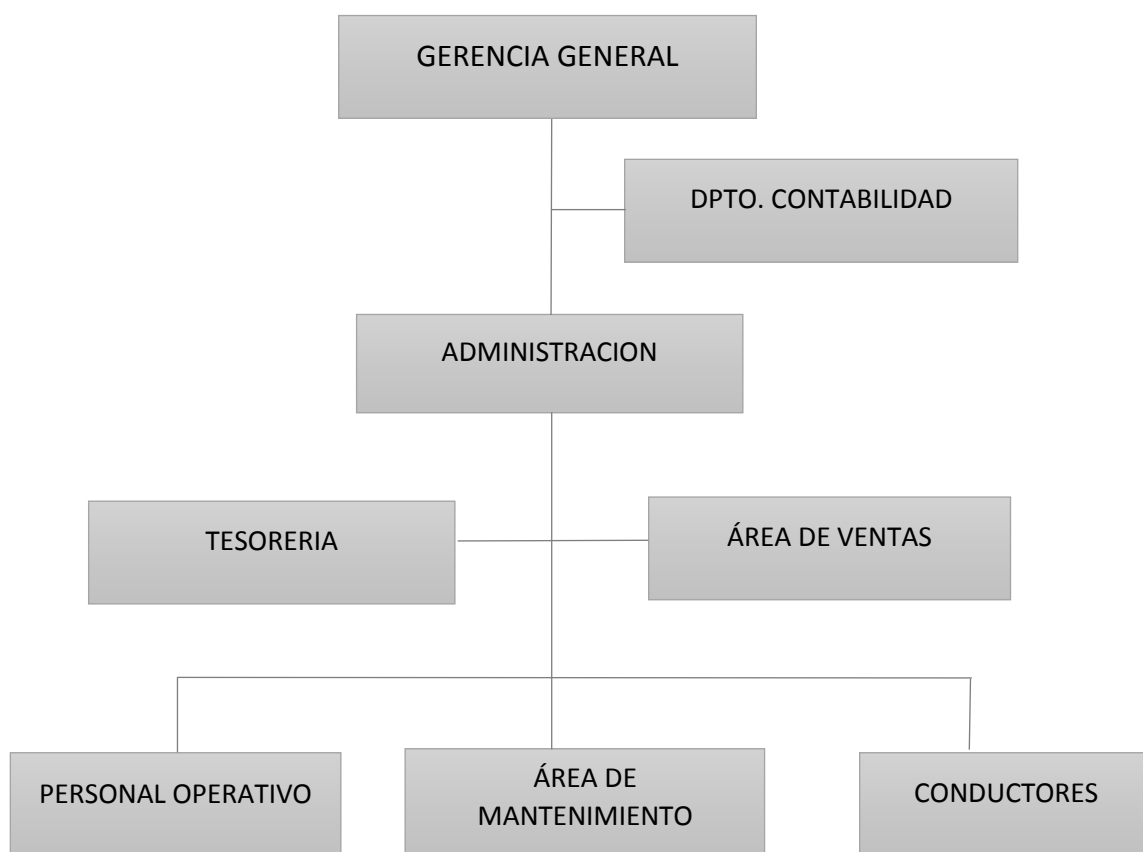 GERENCIA GENERAL
DPTO. CONTABILIDAD
ADMINISTRACION
TESORERIA
ÁREA DE VENTAS
PERSONAL OPERATIVO
ÁREA DE
MANTENIMIENTO
CONDUCTORES